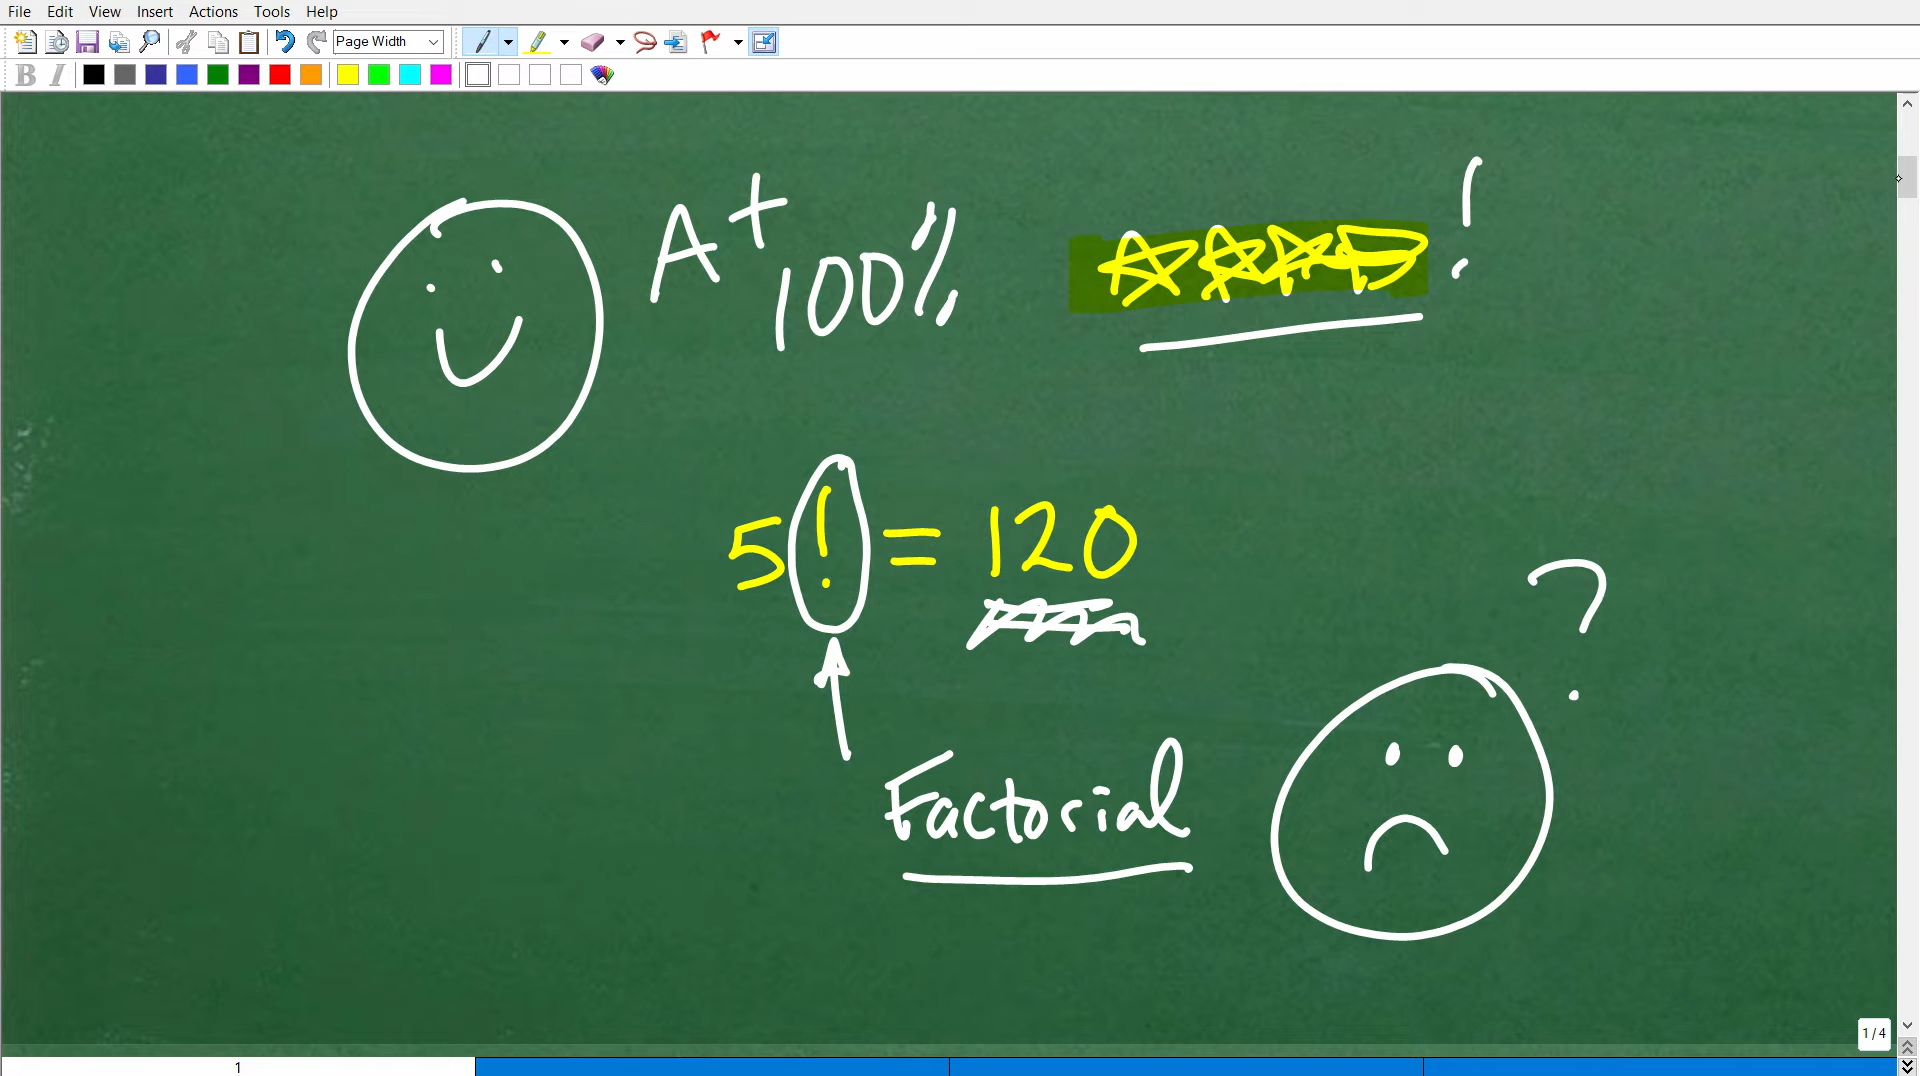 File Edit View Insert Actions Tools Help
Page Width
B I
A+
100%
!
5! = 120
?
Factorial
1 / 4
1